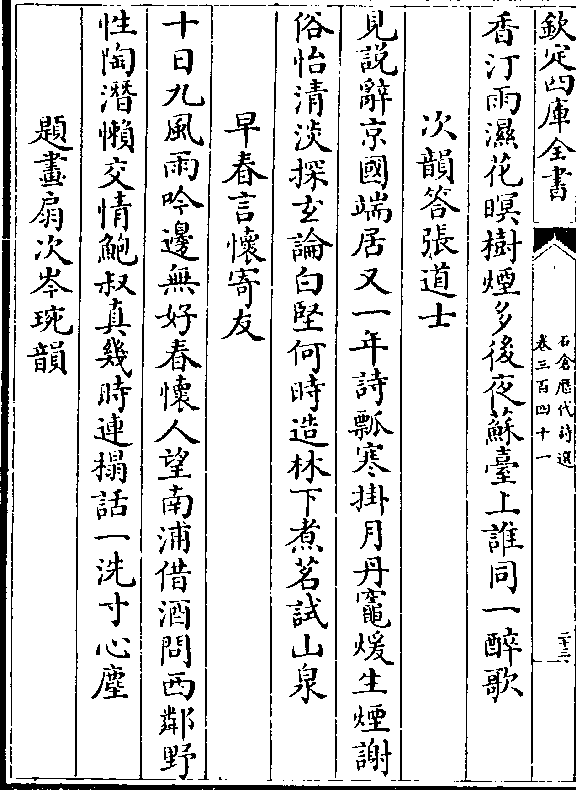 欽定四庫全書
石倉歷代詩選
卷三百四十一
二十三
香汀雨濕花暝樹煙多後夜蘇臺上誰同一醉歌
次韻答張道士
見説辭京國端居又一年詩瓢寒掛月丹竈煖生煙謝
俗怡清淡探玄論白堅何時造林下煮茗試山泉
早春言懷寄友
十日九風雨吟邊無好春懷人望南浦借酒問西鄰野
性陶潛懶交情鮑叔真幾時連榻話一洗寸心塵
題畫扇次岑琬韻